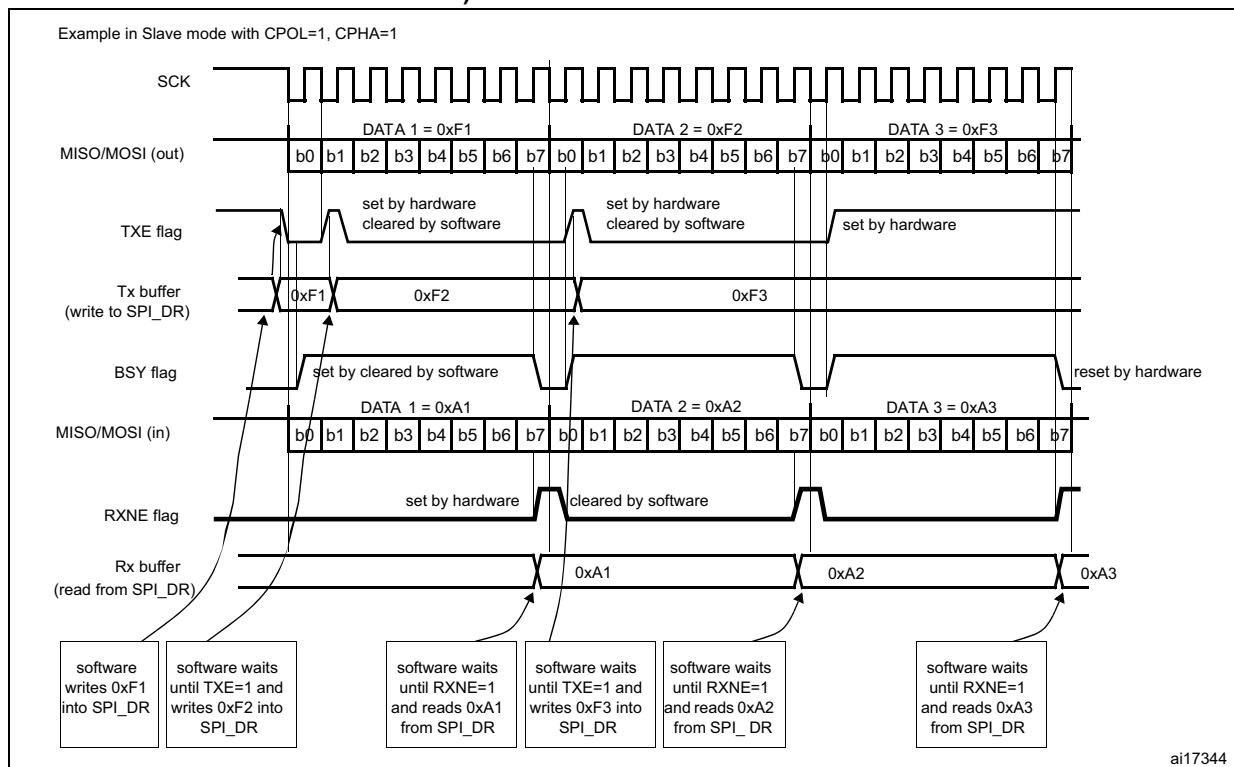 Example in Slave mode with CPOL=1, CPHA=1
SCK
DATA 1 = 0xF1 DATA 2 = 0xF2 DATA 3 = 0xF3
MISO/MOSI (out) b0 b1 b2 b3 b4 b5 b6 b7 b0 b1 b2 b3 b4 b5 b6 b7 b0 b1 b2 b3 b4 b5 b6 b7
set by hardware
cleared by software
set by hardware
cleared by software
TXE flag
set by hardware
Tx buffer
(write to SPI_DR)
0xF1 0xF2 0xF3
BSY flag
set by cleared by software
reset by hardware
DATA 1 = 0xA1 DATA 2 = 0xA2 DATA 3 = 0xA3
MISO/MOSI (in) b0 b1 b2 b3 b4 b5 b6 b7 b0 b1 b2 b3 b4 b5 b6 b7 b0 b1 b2 b3 b4 b5 b6 b7
RXNE flag
set by hardware cleared by software
Rx buffer
(read from SPI_DR)
0xA1 0xA2 0xA3
software
writes 0xF1
into SPI_DR
software waits
until TXE=1 and
writes 0xF2 into
SPI_DR
software waits
until RXNE=1
and reads 0xA1
from SPI_DR
software waits
until TXE=1 and
writes 0xF3 into
SPI_DR
software waits
until RXNE=1
and reads 0xA2
from SPI_ DR
software waits
until RXNE=1
and reads 0xA3
from SPI_DR
ai17344